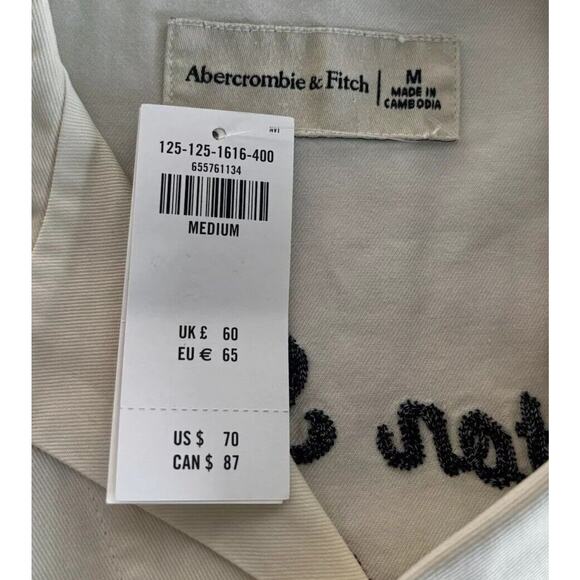 Abercrombie & Fitch
M
MADE IN
CAMBODIA
125-125-1616-400
655761134
MEDIUM
UK £ 60
EU € 65
US $ 70
CAN $ 87